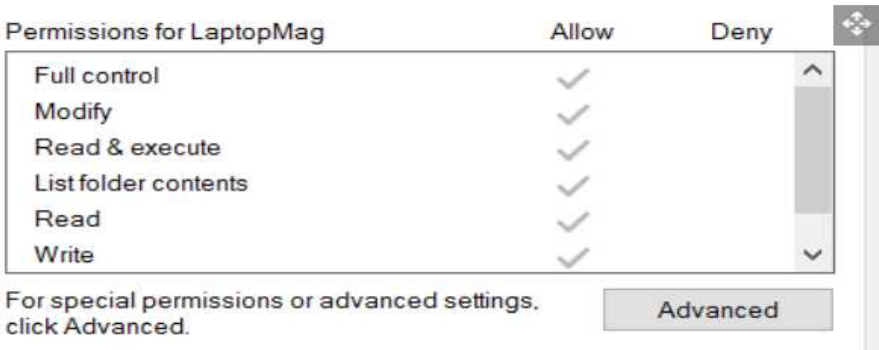 Permissions for LaptopMag Allow Deny
Full control
Modify
Read & execute
List folder contents
Read
Write
For special permissions or advanced settings,
click Advanced.
Advanced